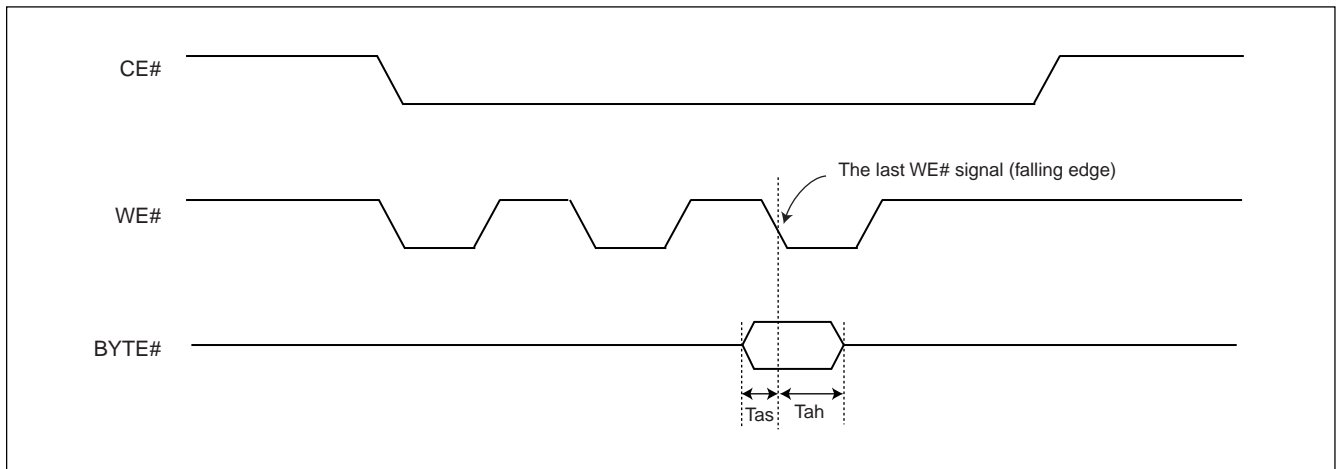 CE#
The last WE# signal (falling edge)
WE#
BYTE#
Tas
Tah